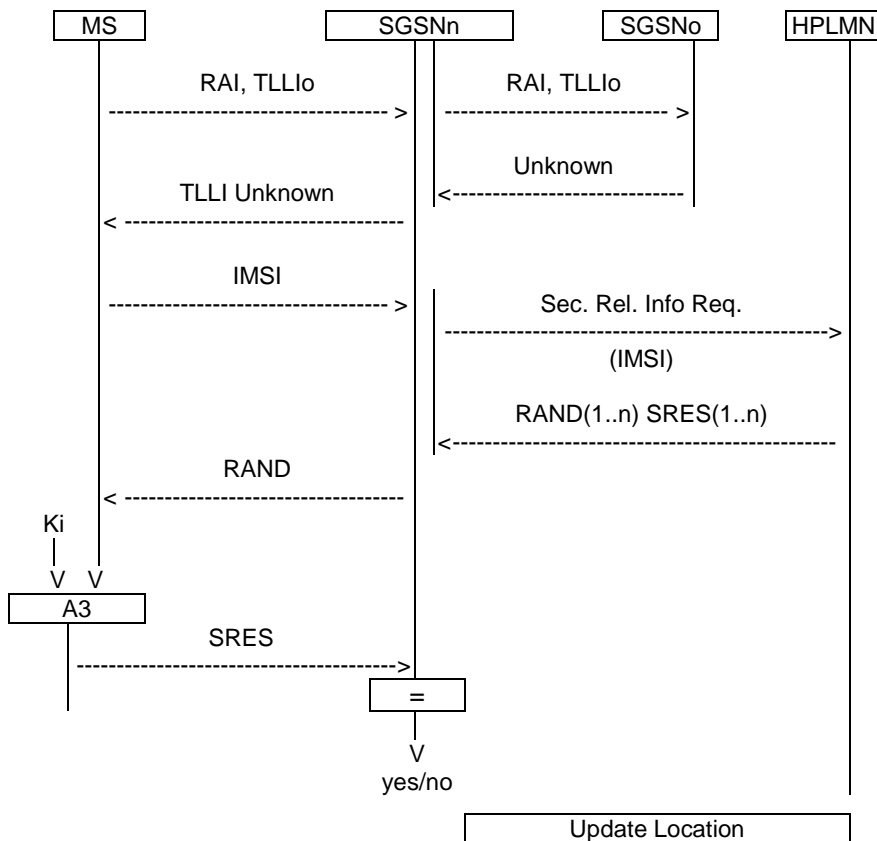 MS SGSNn SGSNo HPLMN
RAI, TLLIo RAI, TLLIo
---------------------------------- > -------------------------------- >
Unknown
TLLI Unknown <---------------------------
< ------------------------------------
IMSI
---------------------------------- > Sec. Rel. Info Req.
-------------------------------------------------->
(IMSI)
RAND(1..n) SRES(1..n)
<-------------------------------------------------
RAND
< ------------------------------------
Ki
V V
A3
SRES
----------------------------------------->
=
V
yes/no
Update Location